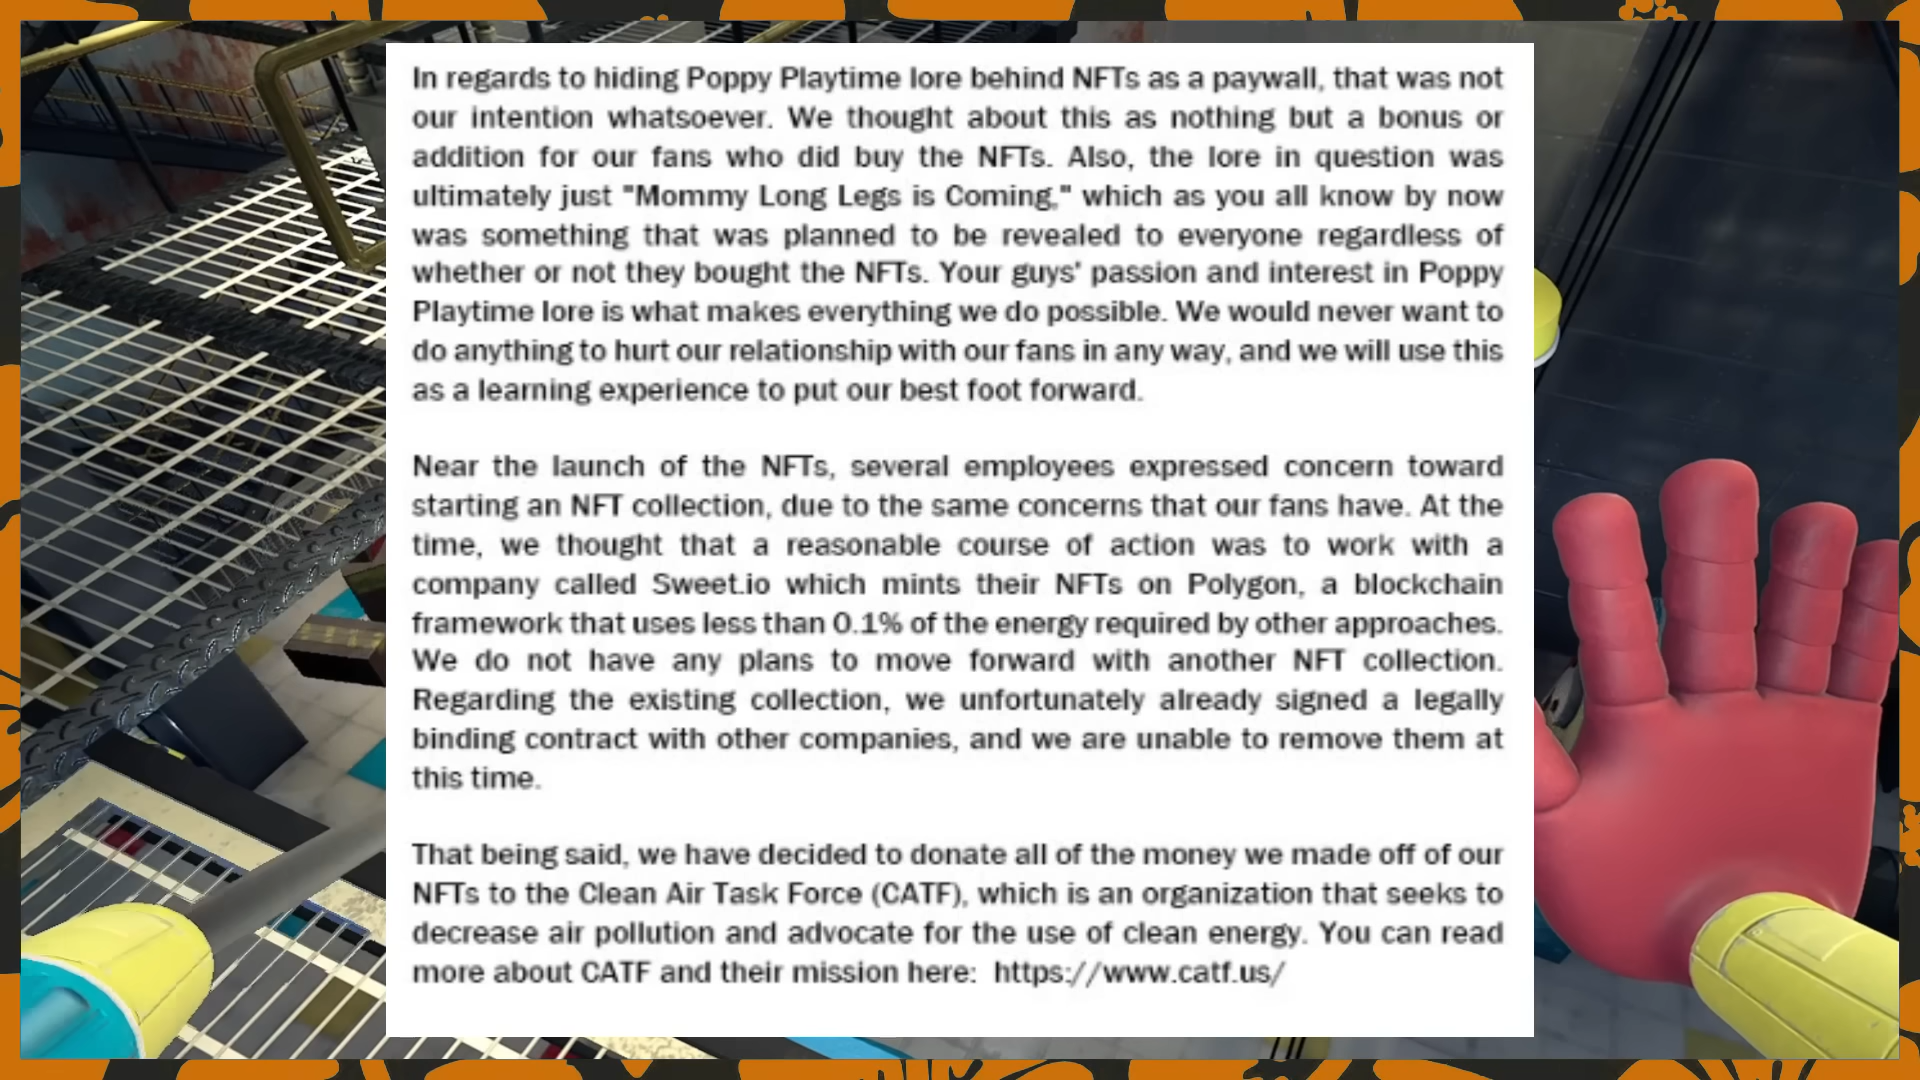 In regards to hiding Poppy Playtime lore behind NFTs as a paywall, that was not
our intention whatsoever. We thought about this as nothing but a bonus or
addition for our fans who did buy the NFTs. Also, the lore in question was
ultimately just "Mommy Long Legs is Coming," which as you all know by now
was something that was planned to be revealed to everyone regardless of
whether or not they bought the NFTs. Your guys' passion and interest in Poppy
Playtime lore is what makes everything we do possible. We would never want to
do anything to hurt our relationship with our fans in any way, and we will use this
as a learning experience to put our best foot forward.
Near the launch of the NFTs, several employees expressed concern toward
starting an NFT collection, due to the same concerns that our fans have. At the
time, we thought that a reasonable course of action was to work with a
company called Sweet.io which mints their NFTs on Polygon, a blockchain
framework that uses less than 0.1% of the energy required by other approaches.
We do not have any plans to move forward with another NFT collection.
Regarding the existing collection, we unfortunately already signed a legally
binding contract with other companies, and we are unable to remove them at
this time.
That being said, we have decided to donate all of the money we made off of our
NFTs to the Clean Air Task Force (CATF), which is an organization that seeks to
decrease air pollution and advocate for the use of clean energy. You can read
more about CATF and their mission here: https://www.catf.us/